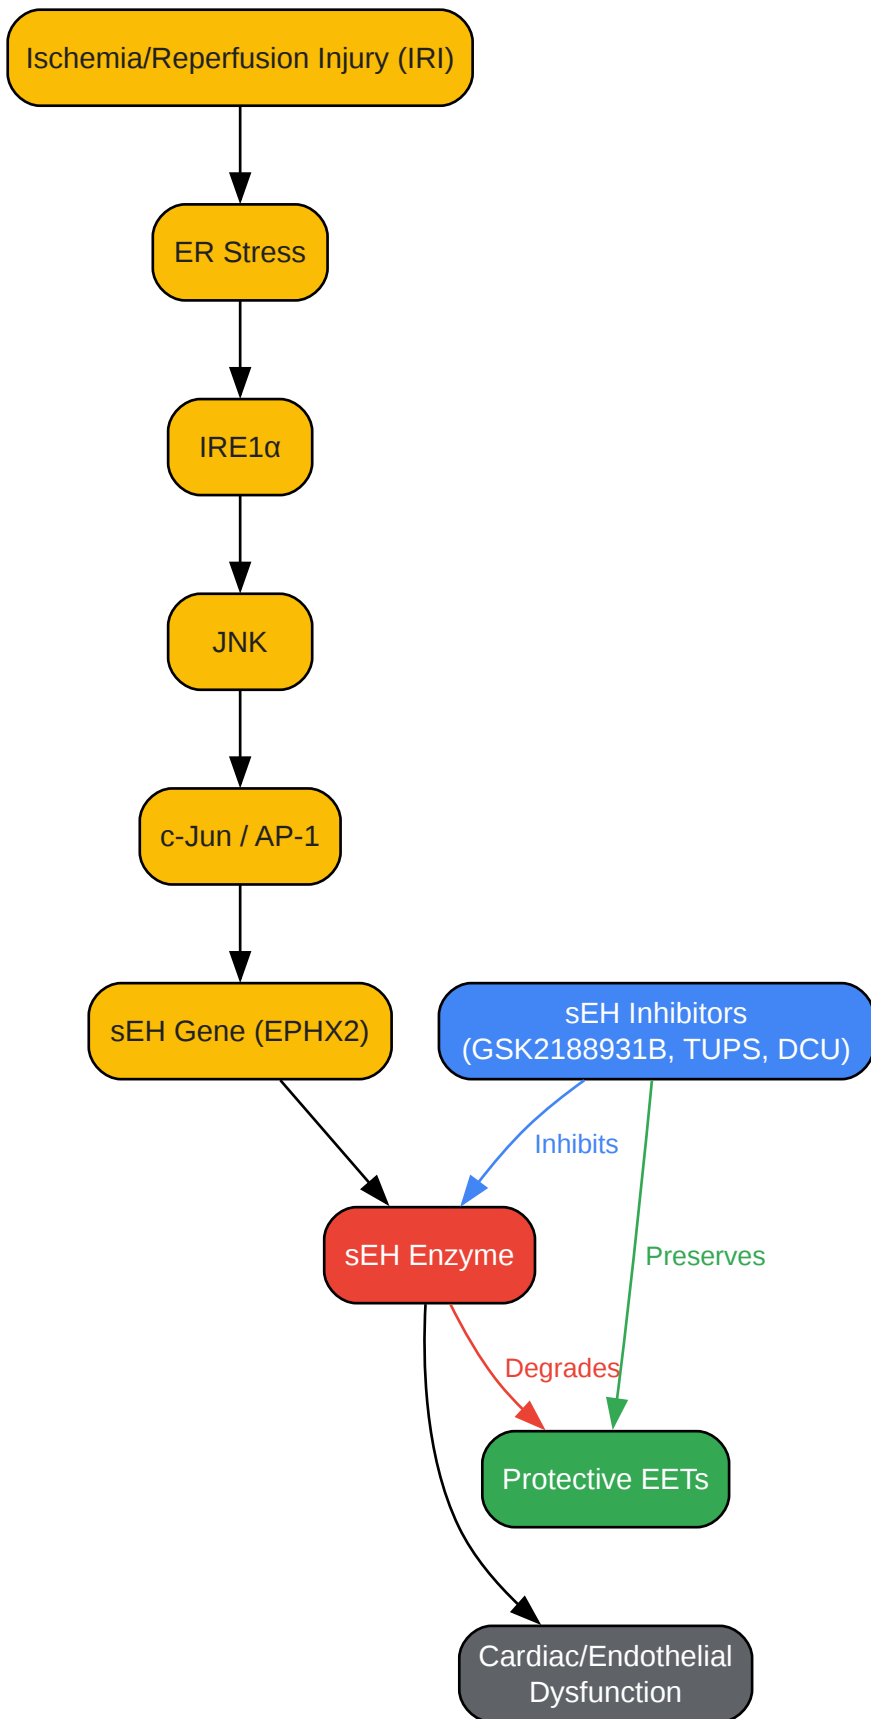 Ischemia/Reperfusion Injury (IRI)
ER Stress
IRE1α
JNK
c-Jun / AP-1
sEH Gene (EPHX2)
sEH Inhibitors
(GSK2188931B, TUPS, DCU)
Inhibits
sEH Enzyme
Preserves
Degrades
Protective EETs
Cardiac/Endothelial
Dysfunction